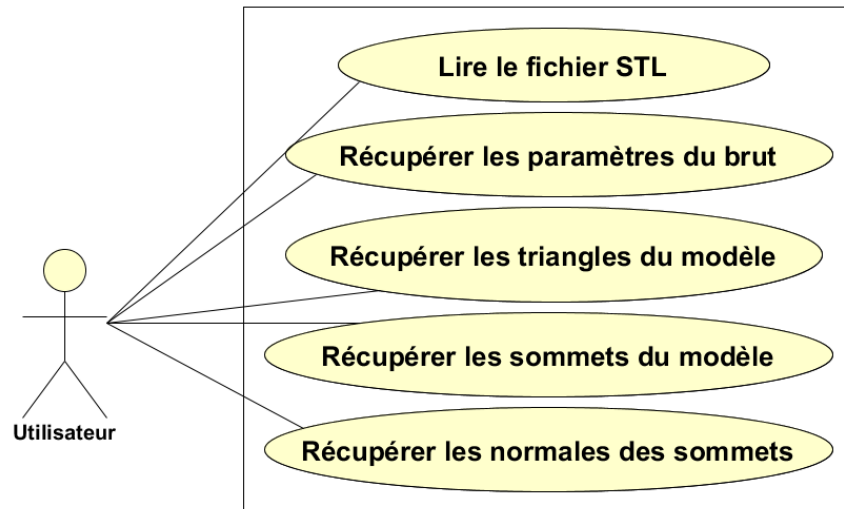 Lire le fichier STL
Récupérer les paramètres du brut
Récupérer les triangles du modèle
Récupérer les sommets du modèle
Utilisateur
Récupérer les normales des sommets